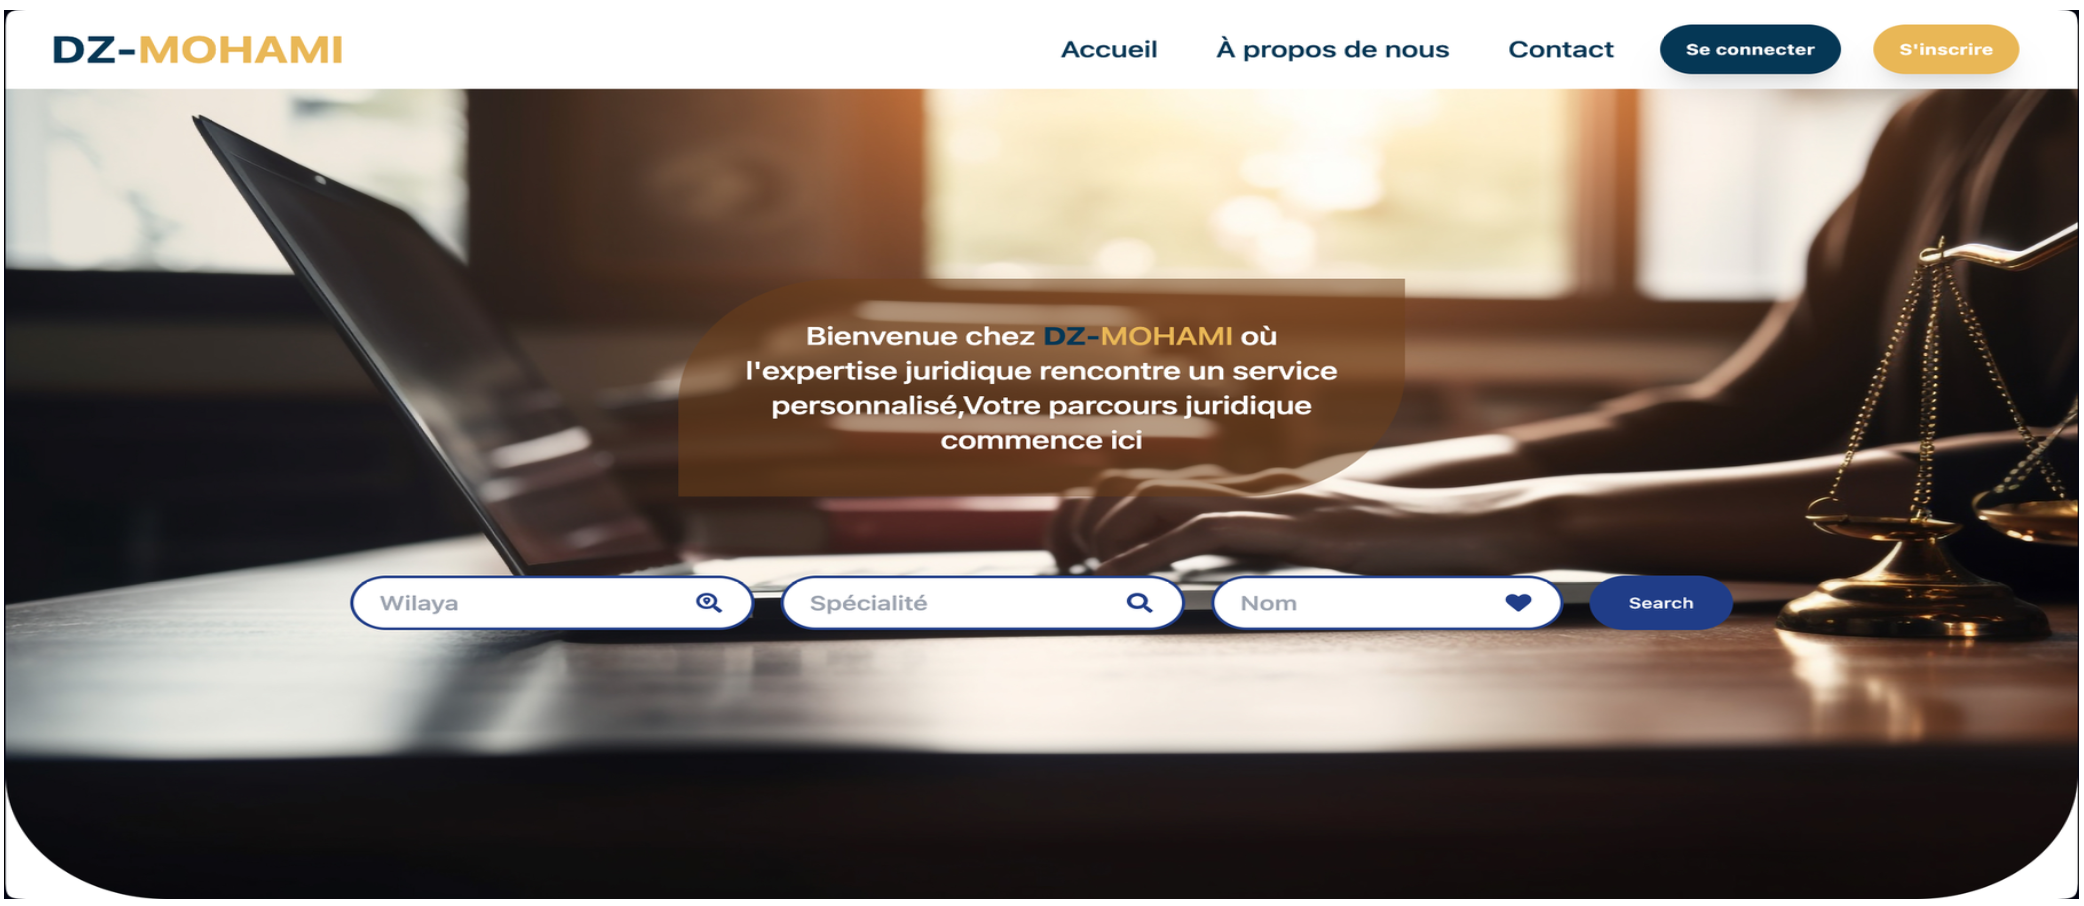 DZ-MOHAMI
Accueil
À propos de nous
Contact
Se connecter
S'inscrire
Bienvenue chez DZ-MOHAMI où
l'expertise juridique rencontre un service
personnalisé,Votre parcours juridique
commence ici
Wilaya
Spécialité
Nom
Search